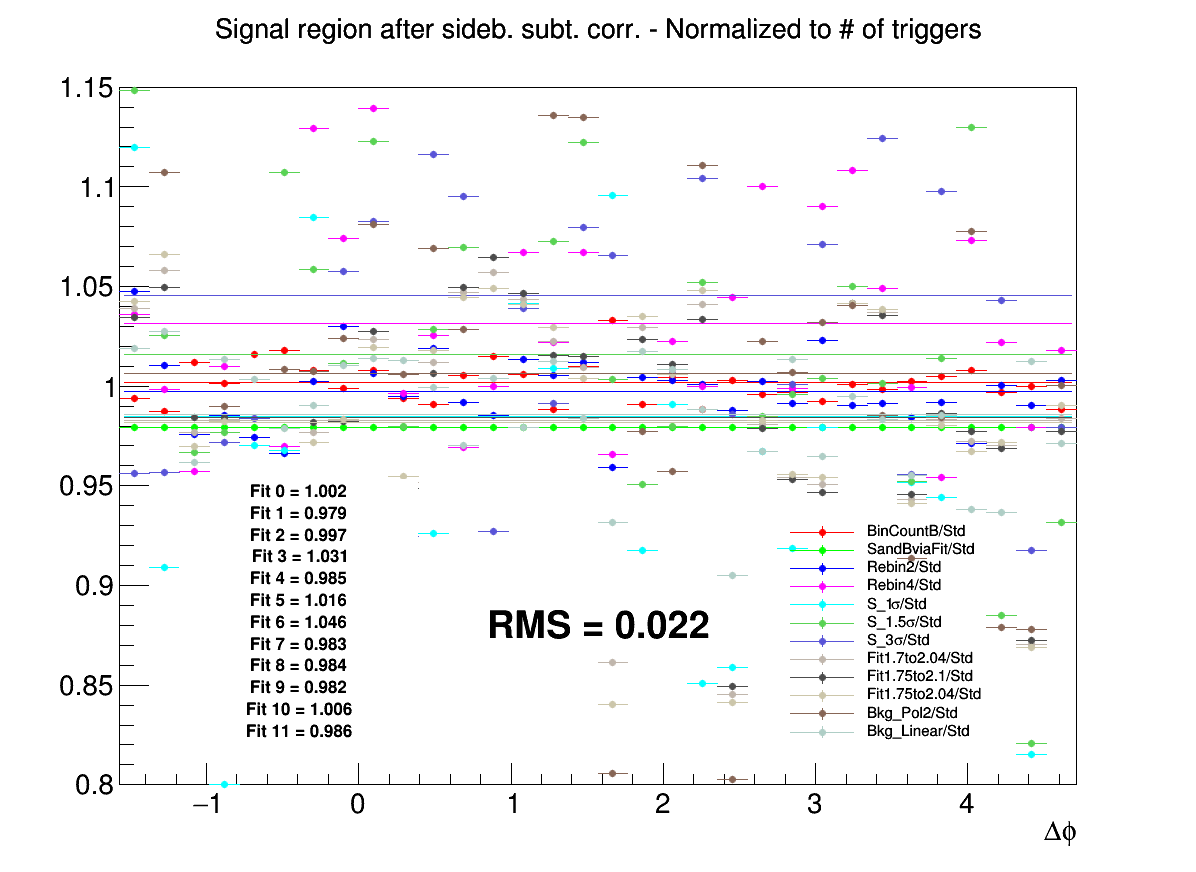 Signal region after sideb. subt. corr. - Normalized to # of triggers
1.15
1.1
1.05
1
0.95
0.9
0.85
0.8
Fit 0 = 1.002
Fit 1 = 0.979
Fit 2 = 0.997
Fit 3 = 1.031
Fit 4 = 0.985
Fit 5 = 1.016
Fit 6 = 1.046
Fit 7 = 0.983
Fit 8 = 0.984
Fit 9 = 0.982
Fit 10 = 1.006
Fit 11 = 0.986
RMS = 0.022
BinCountB/Std
SandBviaFit/Std
Rebin2/Std
Rebin4/Std
S_1σ/Std
S_1.5σ/Std
S_3σ/Std
Fit1.7to2.04/Std
Fit1.75to2.1/Std
Fit1.75to2.04/Std
Bkg_Pol2/Std
Bkg_Linear/Std
−1 0 1 2 3 4
Δφ